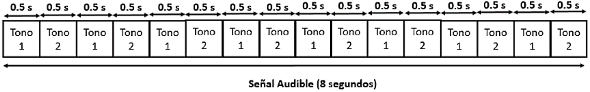 0.5 s 0.5 s 0.5 s 0.5 s 0.5 s 0.5 s 0.5 s 0.5 s 0.5 s 0.5 s 0.5 s 0.5 s 0.5 s 0.5 s 0.5 s 0.5 s
Tono Tono Tono Tono Tono Tono Tono Tono Tono Tono Tono Tono Tono Tono Tono Tono
1 2 1 2 1 2 1 2 1 2 1 2 1 2 1 2
Señal Audible (8 segundos)